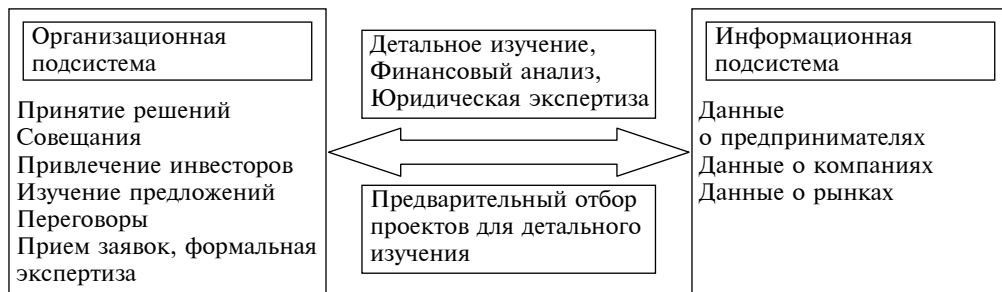 Организационная
подсистема
Принятие решений
Совещания
Привлечение инвесторов
Изучение предложений
Переговоры
Прием заявок, формальная
экспертиза
Детальное изучение,
Финансовый анализ,
Юридическая экспертиза
Предварительный отбор
проектов для детального
изучения
Информационная
подсистема
Данные
о предпринимателях
Данные о компаниях
Данные о рынках